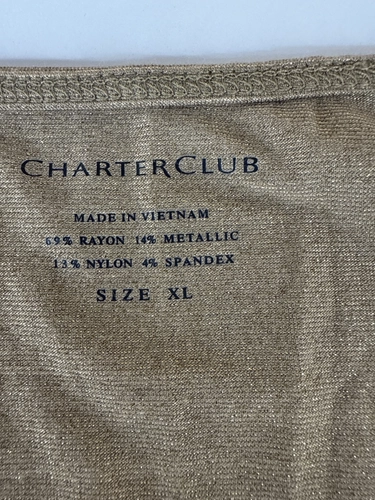 CHARTER CLUB
MADE IN VIETNAM
69% RAYON 14% METALLIC
13% NYLON 4% SPANDEX
SIZE XL